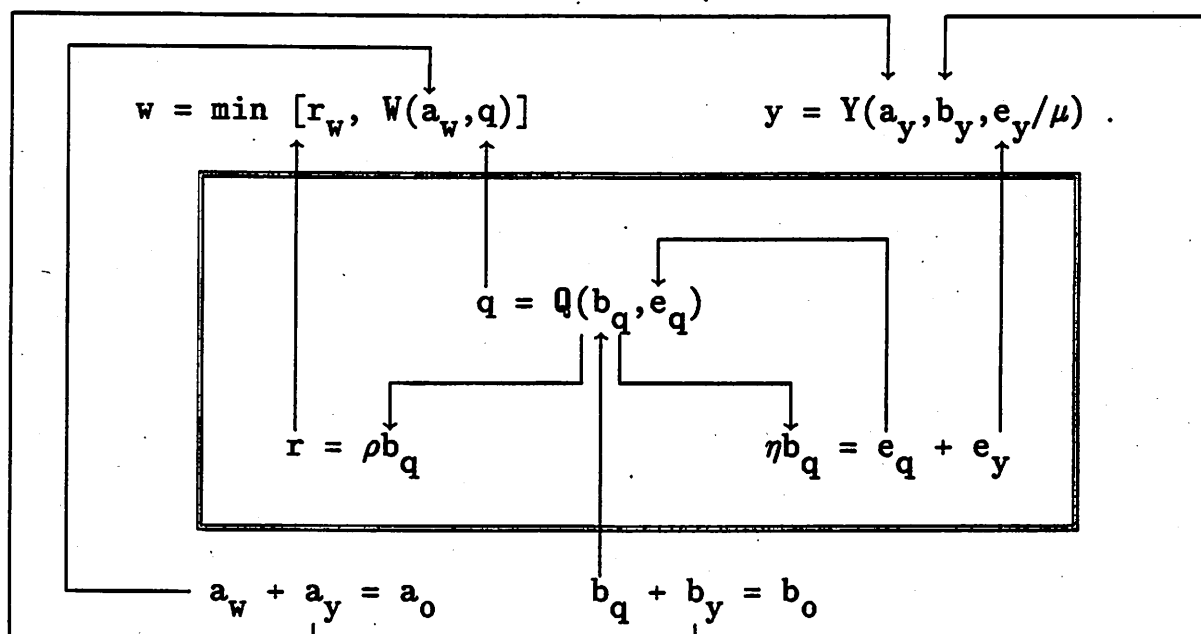 w = min [r_w, W(a_w,q)] y = Y(a_y,b_y,e_y/μ) .
q = Q(b_q,e_q)
r = ρb_q ηb_q = e_q + e_y
a_w + a_y = a_o b_q + b_y = b_o